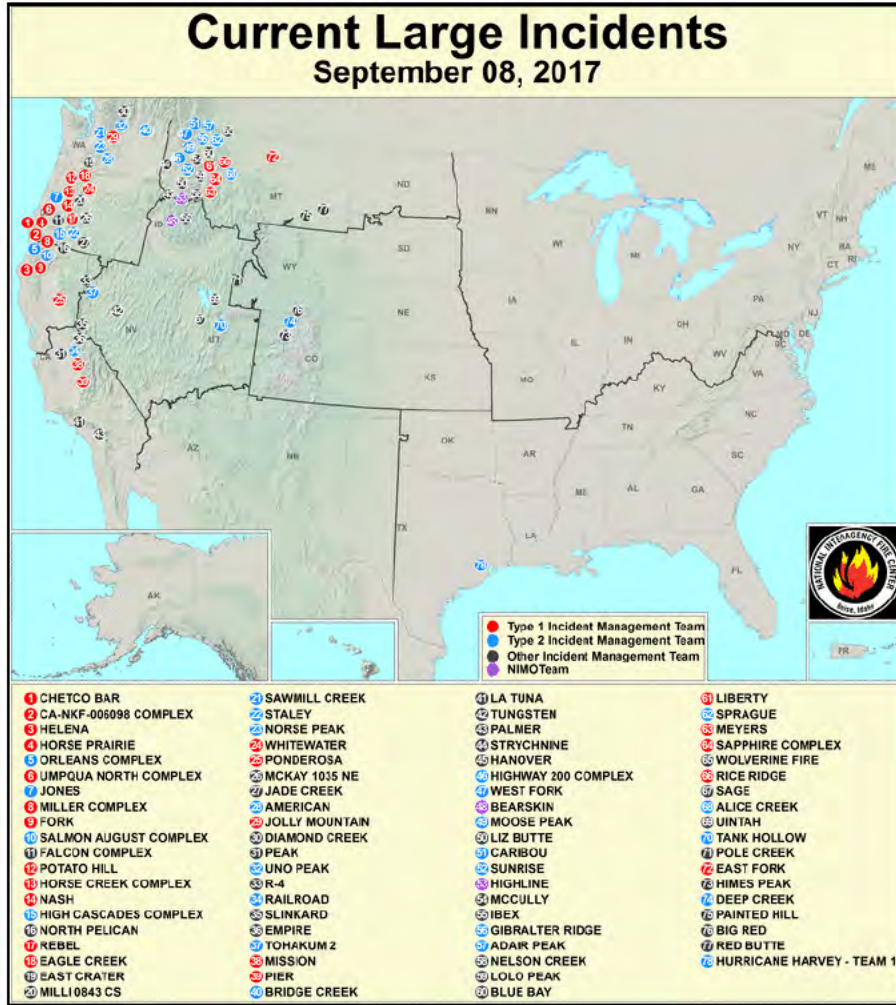 Current Large Incidents
September 08, 2017
WA
MT
ND
MN
ME
VT
NH
ID
SD
WI
MI
NY
MA
CT
RI
WY
IA
PA
NJ
NE
NV
UT
CO
IL
IN
OH
MD
DE
DC
WV
CA
KS
MO
KY
VA
AZ
NM
OK
AR
TN
NC
SC
TX
LA
AL
GA
FL
AK
HI
PR
NATIONAL INTERAGENCY FIRE CENTER
Boise, Idaho
Type 1 Incident Management Team
Type 2 Incident Management Team
Other Incident Management Team
NIMOTeam
1 CHETCO BAR
2 CA-NKF-006098 COMPLEX
3 HELENA
4 HORSE PRAIRIE
5 ORLEANS COMPLEX
6 UMPQUA NORTH COMPLEX
7 JONES
8 MILLER COMPLEX
9 FORK
10 SALMON AUGUST COMPLEX
11 FALCON COMPLEX
12 POTATO HILL
13 HORSE CREEK COMPLEX
14 NASH
15 HIGH CASCADES COMPLEX
16 NORTH PELICAN
17 REBEL
18 EAGLE CREEK
19 EAST CRATER
20 MILLI 0843 CS
21 SAWMILL CREEK
22 STALEY
23 NORSE PEAK
24 WHITEWATER
25 PONDEROSA
26 MCKAY 1035 NE
27 JADE CREEK
28 AMERICAN
29 JOLLY MOUNTAIN
30 DIAMOND CREEK
31 PEAK
32 UNO PEAK
33 R-4
34 RAILROAD
35 SLINKARD
36 EMPIRE
37 TOHAKUM 2
38 MISSION
39 PIER
40 BRIDGE CREEK
41 LA TUNA
42 TUNGSTEN
43 PALMER
44 STRYCHNINE
45 HANOVER
46 HIGHWAY 200 COMPLEX
47 WEST FORK
48 BEARSKIN
49 MOOSE PEAK
50 LIZ BUTTE
51 CARIBOU
52 SUNRISE
53 HIGHLINE
54 MCCULLY
55 IBEX
56 GIBRALTER RIDGE
57 ADAIR PEAK
58 NELSON CREEK
59 LOLO PEAK
60 BLUE BAY
61 LIBERTY
62 SPRAGUE
63 MEYERS
64 SAPPHIRE COMPLEX
65 WOLVERINE FIRE
66 RICE RIDGE
67 SAGE
68 ALICE CREEK
69 UINTAH
70 TANK HOLLOW
71 POLE CREEK
72 EAST FORK
73 HIMES PEAK
74 DEEP CREEK
75 PAINTED HILL
76 BIG RED
77 RED BUTTE
78 HURRICANE HARVEY - TEAM 1